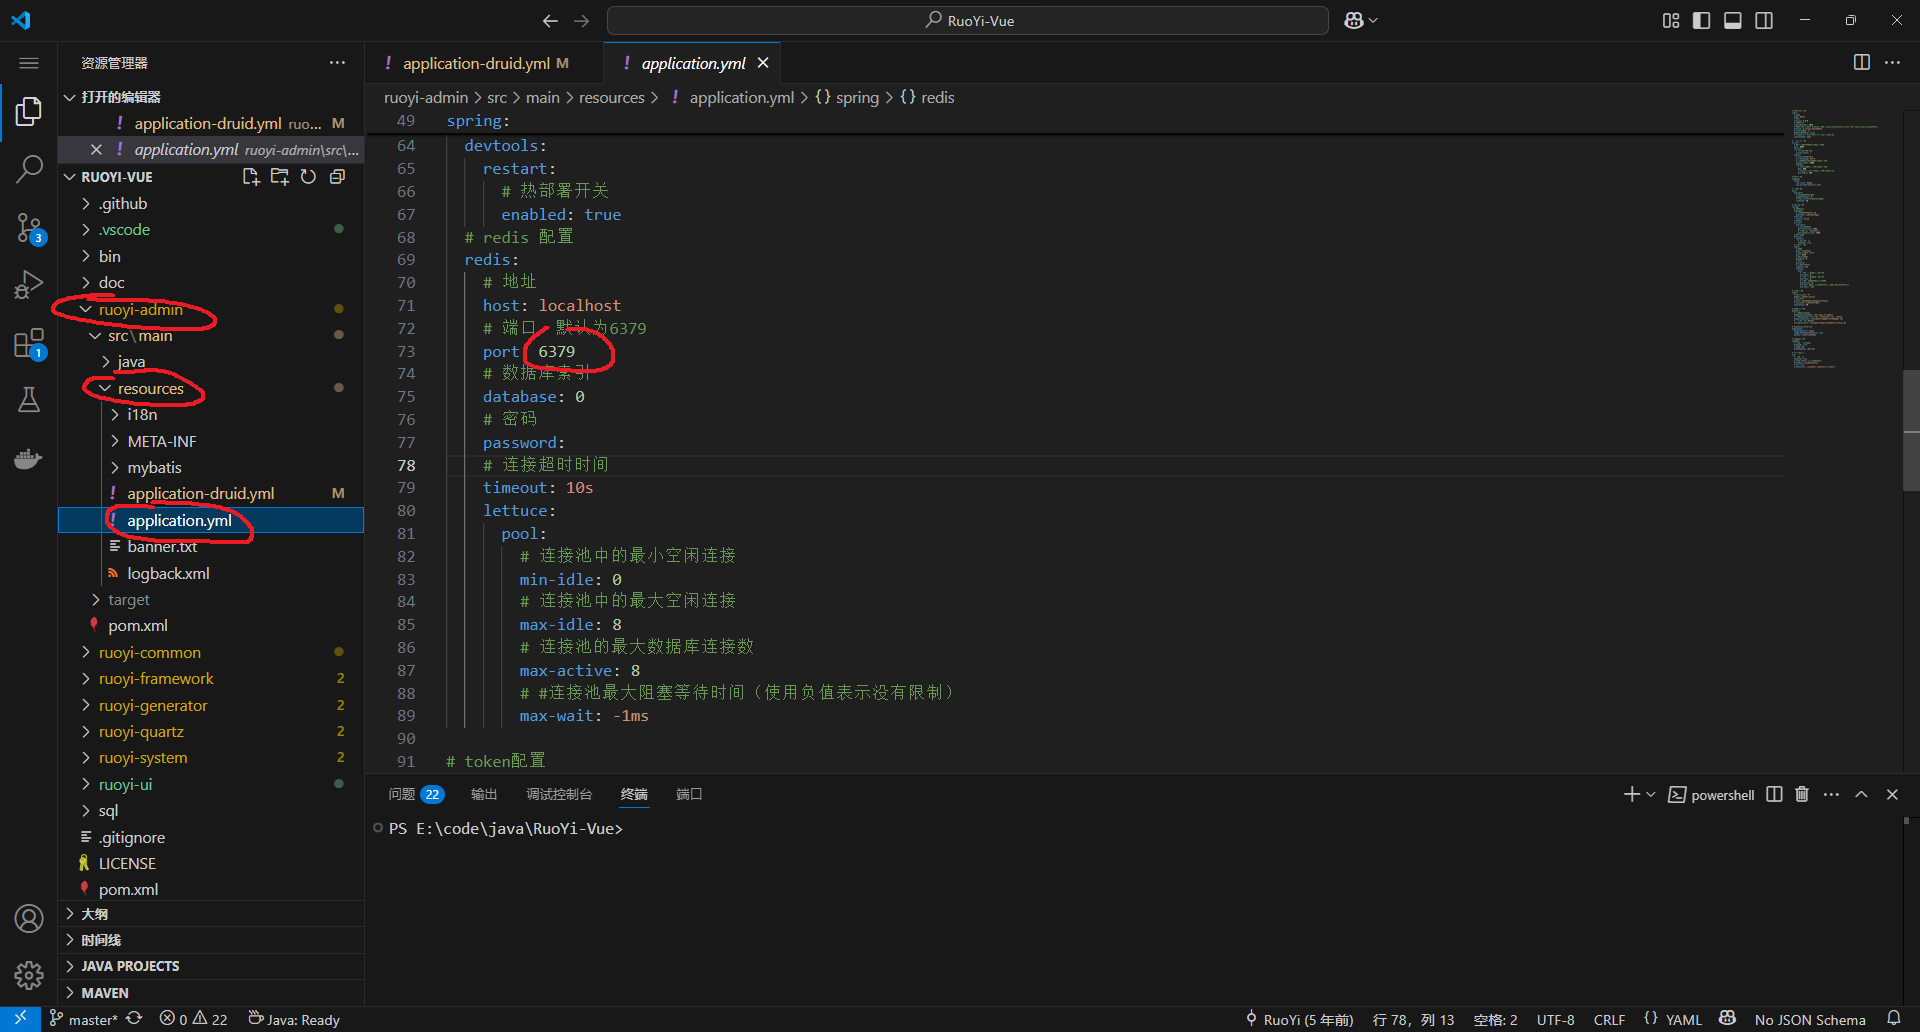 RuoYi-Vue
资源管理器
打开的编辑器
application-druid.yml ruo... M
application.yml ruoyi-admin\src\...
RUOYI-VUE
.github
.vscode
bin
doc
ruoyi-admin
src\main
java
resources
i18n
META-INF
mybatis
application-druid.yml M
application.yml
banner.txt
logback.xml
target
pom.xml
ruoyi-common
ruoyi-framework 2
ruoyi-generator 2
ruoyi-quartz 2
ruoyi-system 2
ruoyi-ui
sql
.gitignore
LICENSE
pom.xml
大纲
时间线
JAVA PROJECTS
MAVEN
3
1
application-druid.yml M
application.yml
ruoyi-admin > src > main > resources > ! application.yml > {} spring > {} redis
49 spring:
64 devtools:
65 restart:
66 # 热部署开关
67 enabled: true
68 # redis 配置
69 redis:
70 # 地址
71 host: localhost
72 # 端口，默认为6379
73 port: 6379
74 # 数据库索引
75 database: 0
76 # 密码
77 password:
78 # 连接超时时间
79 timeout: 10s
80 lettuce:
81 pool:
82 # 连接池中的最小空闲连接
83 min-idle: 0
84 # 连接池中的最大空闲连接
85 max-idle: 8
86 # 连接池的最大数据库连接数
87 max-active: 8
88 # #连接池最大阻塞等待时间（使用负值表示没有限制）
89 max-wait: -1ms
90
91 # token配置
问题 22 输出 调试控制台 终端 端口
powershell
PS E:\code\java\RuoYi-Vue>
master* 0 22 Java: Ready
RuoYi (5 年前) 行 78，列 13 空格: 2 UTF-8 CRLF {} YAML No JSON Schema